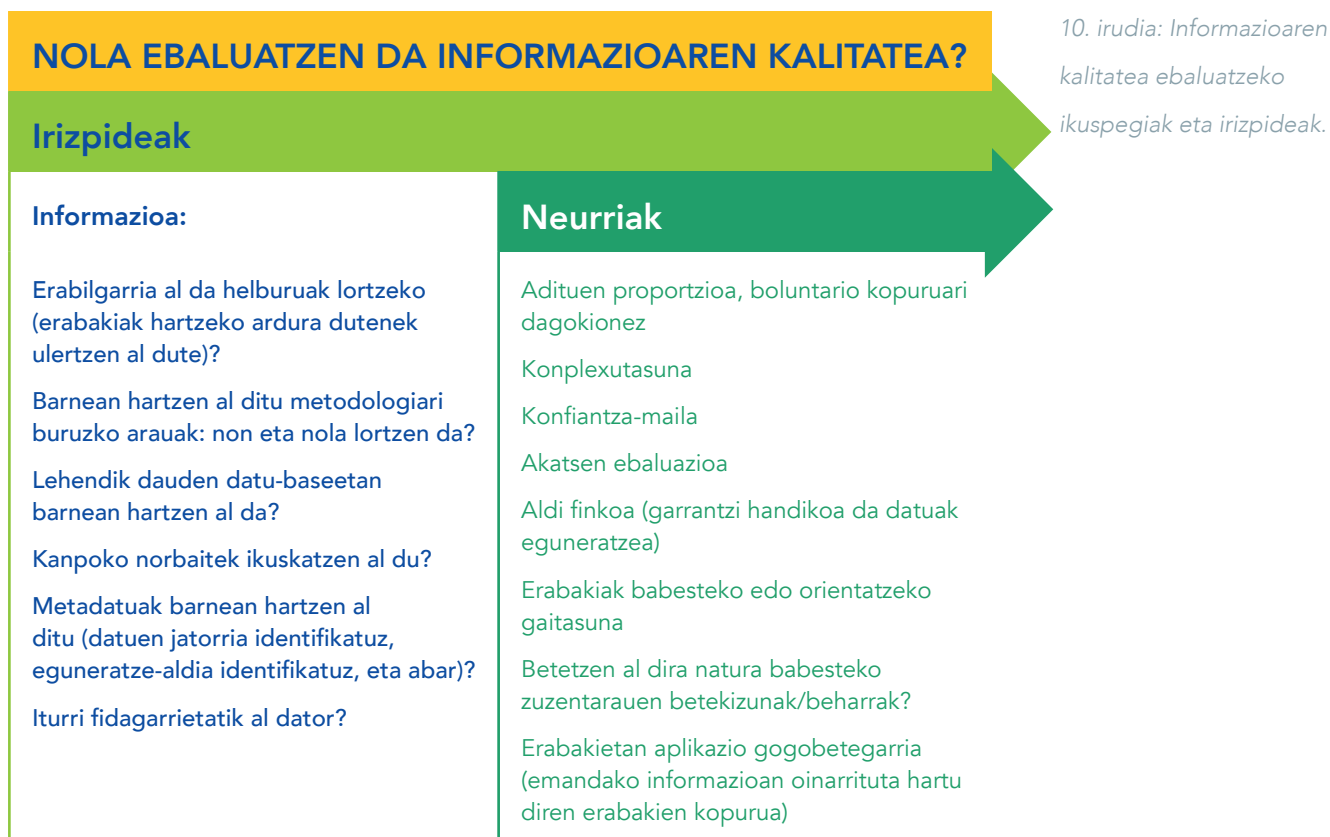 NOLA EBALUATZEN DA INFORMAZIOAREN KALITATEA?
Irizpideak
Informazioa:
Erabilgarria al da helburuak lortzeko
(erabakiak hartzeko ardura dutenek
ulertzen al dute)?
Barnean hartzen al ditu metodologiari
buruzko arauak: non eta nola lortzen da?
Lehendik dauden datu-baseetan
barnean hartzen al da?
Kanpoko norbaitek ikuskatzen al du?
Metadatuak barnean hartzen al
ditu (datuen jatorria identifikatuz,
eguneratze-aldia identifikatuz, eta abar)?
Iturri fidagarrietatik al dator?
Neurriak
Adituen proportzioa, boluntario kopuruari
dagokionez
Konplexutasuna
Konfiantza-maila
Akatsen ebaluazioa
Aldi finkoa (garrantzi handikoa da datuak
eguneratzea)
Erabakiak babesteko edo orientatzeko
gaitasuna
Betetzen al dira natura babesteko
zuzentarauen betekizunak/beharrak?
Erabakietan aplikazio gogobetegarria
(emandako informazioan oinarrituta hartu
diren erabakien kopurua)
10. irudia: Informazioaren
kalitatea ebaluatzeko
ikuspegiak eta irizpideak.